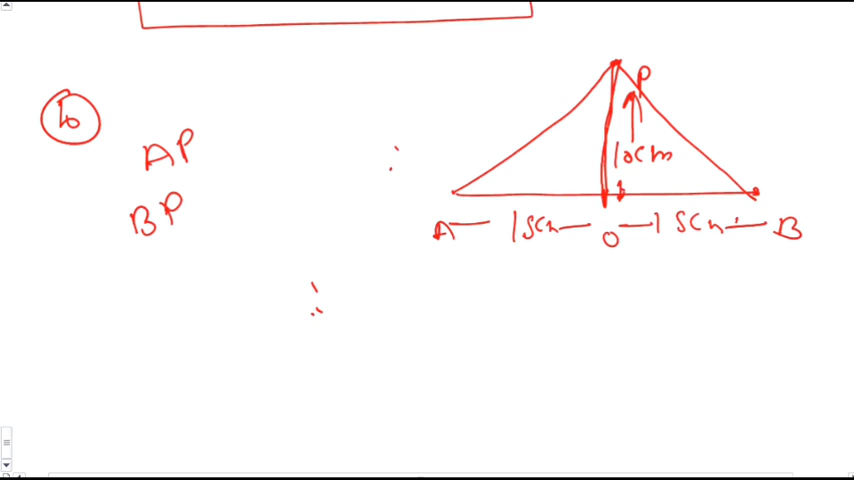 b
AP
BP
∴
∴
P
10cm
A — 15cm — O — 15cm — B